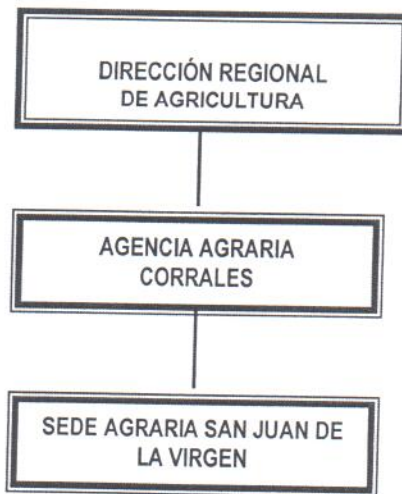 DIRECCIÓN REGIONAL
DE AGRICULTURA
AGENCIA AGRARIA
CORRALES
SEDE AGRARIA SAN JUAN DE
LA VIRGEN